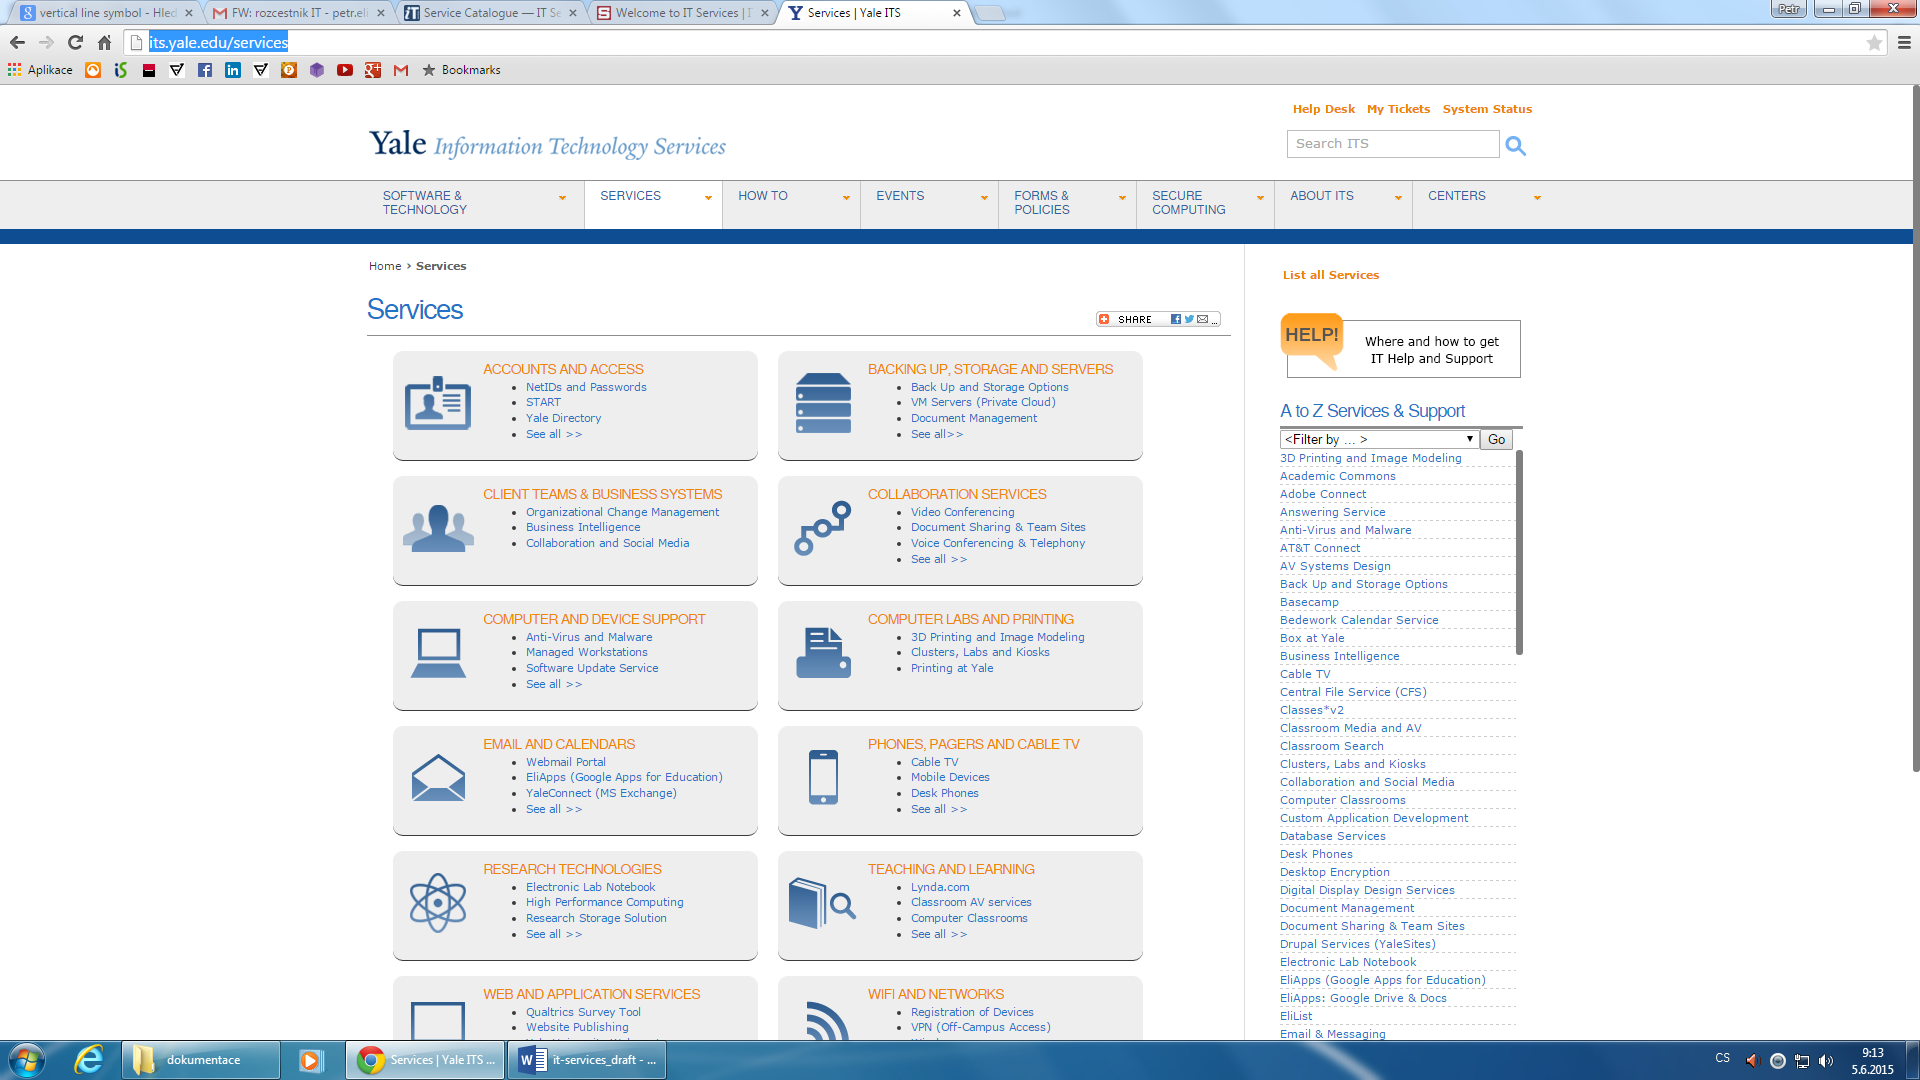 vertical line symbol - Hled
FW: rozcestnik IT - petr.eli
Service Catalogue — IT Se
Welcome to IT Services | I
Services | Yale ITS
Petr
its.yale.edu/services
Aplikace
Bookmarks
Help Desk My Tickets System Status
Yale Information Technology Services
Search ITS
SOFTWARE &
TECHNOLOGY
SERVICES
HOW TO
EVENTS
FORMS &
POLICIES
SECURE
COMPUTING
ABOUT ITS
CENTERS
Home › Services
Services
SHARE
...
ACCOUNTS AND ACCESS
NetIDs and Passwords
START
Yale Directory
See all >>
BACKING UP, STORAGE AND SERVERS
Back Up and Storage Options
VM Servers (Private Cloud)
Document Management
See all>>
CLIENT TEAMS & BUSINESS SYSTEMS
Organizational Change Management
Business Intelligence
Collaboration and Social Media
COLLABORATION SERVICES
Video Conferencing
Document Sharing & Team Sites
Voice Conferencing & Telephony
See all >>
COMPUTER AND DEVICE SUPPORT
Anti-Virus and Malware
Managed Workstations
Software Update Service
See all >>
COMPUTER LABS AND PRINTING
3D Printing and Image Modeling
Clusters, Labs and Kiosks
Printing at Yale
EMAIL AND CALENDARS
Webmail Portal
EliApps (Google Apps for Education)
YaleConnect (MS Exchange)
See all >>
PHONES, PAGERS AND CABLE TV
Cable TV
Mobile Devices
Desk Phones
See all >>
RESEARCH TECHNOLOGIES
Electronic Lab Notebook
High Performance Computing
Research Storage Solution
See all >>
TEACHING AND LEARNING
Lynda.com
Classroom AV services
Computer Classrooms
See all >>
WEB AND APPLICATION SERVICES
Qualtrics Survey Tool
Website Publishing
WIFI AND NETWORKS
Registration of Devices
VPN (Off-Campus Access)
List all Services
HELP!
Where and how to get
IT Help and Support
A to Z Services & Support
<Filter by ... >
Go
3D Printing and Image Modeling
Academic Commons
Adobe Connect
Answering Service
Anti-Virus and Malware
AT&T Connect
AV Systems Design
Back Up and Storage Options
Basecamp
Bedework Calendar Service
Box at Yale
Business Intelligence
Cable TV
Central File Service (CFS)
Classes*v2
Classroom Media and AV
Classroom Search
Clusters, Labs and Kiosks
Collaboration and Social Media
Computer Classrooms
Custom Application Development
Database Services
Desk Phones
Desktop Encryption
Digital Display Design Services
Document Management
Document Sharing & Team Sites
Drupal Services (YaleSites)
Electronic Lab Notebook
EliApps (Google Apps for Education)
EliApps: Google Drive & Docs
EliList
Email & Messaging
dokumentace
Services | Yale ITS ...
it-services_draft - ...
CS
9:13
5.6.2015